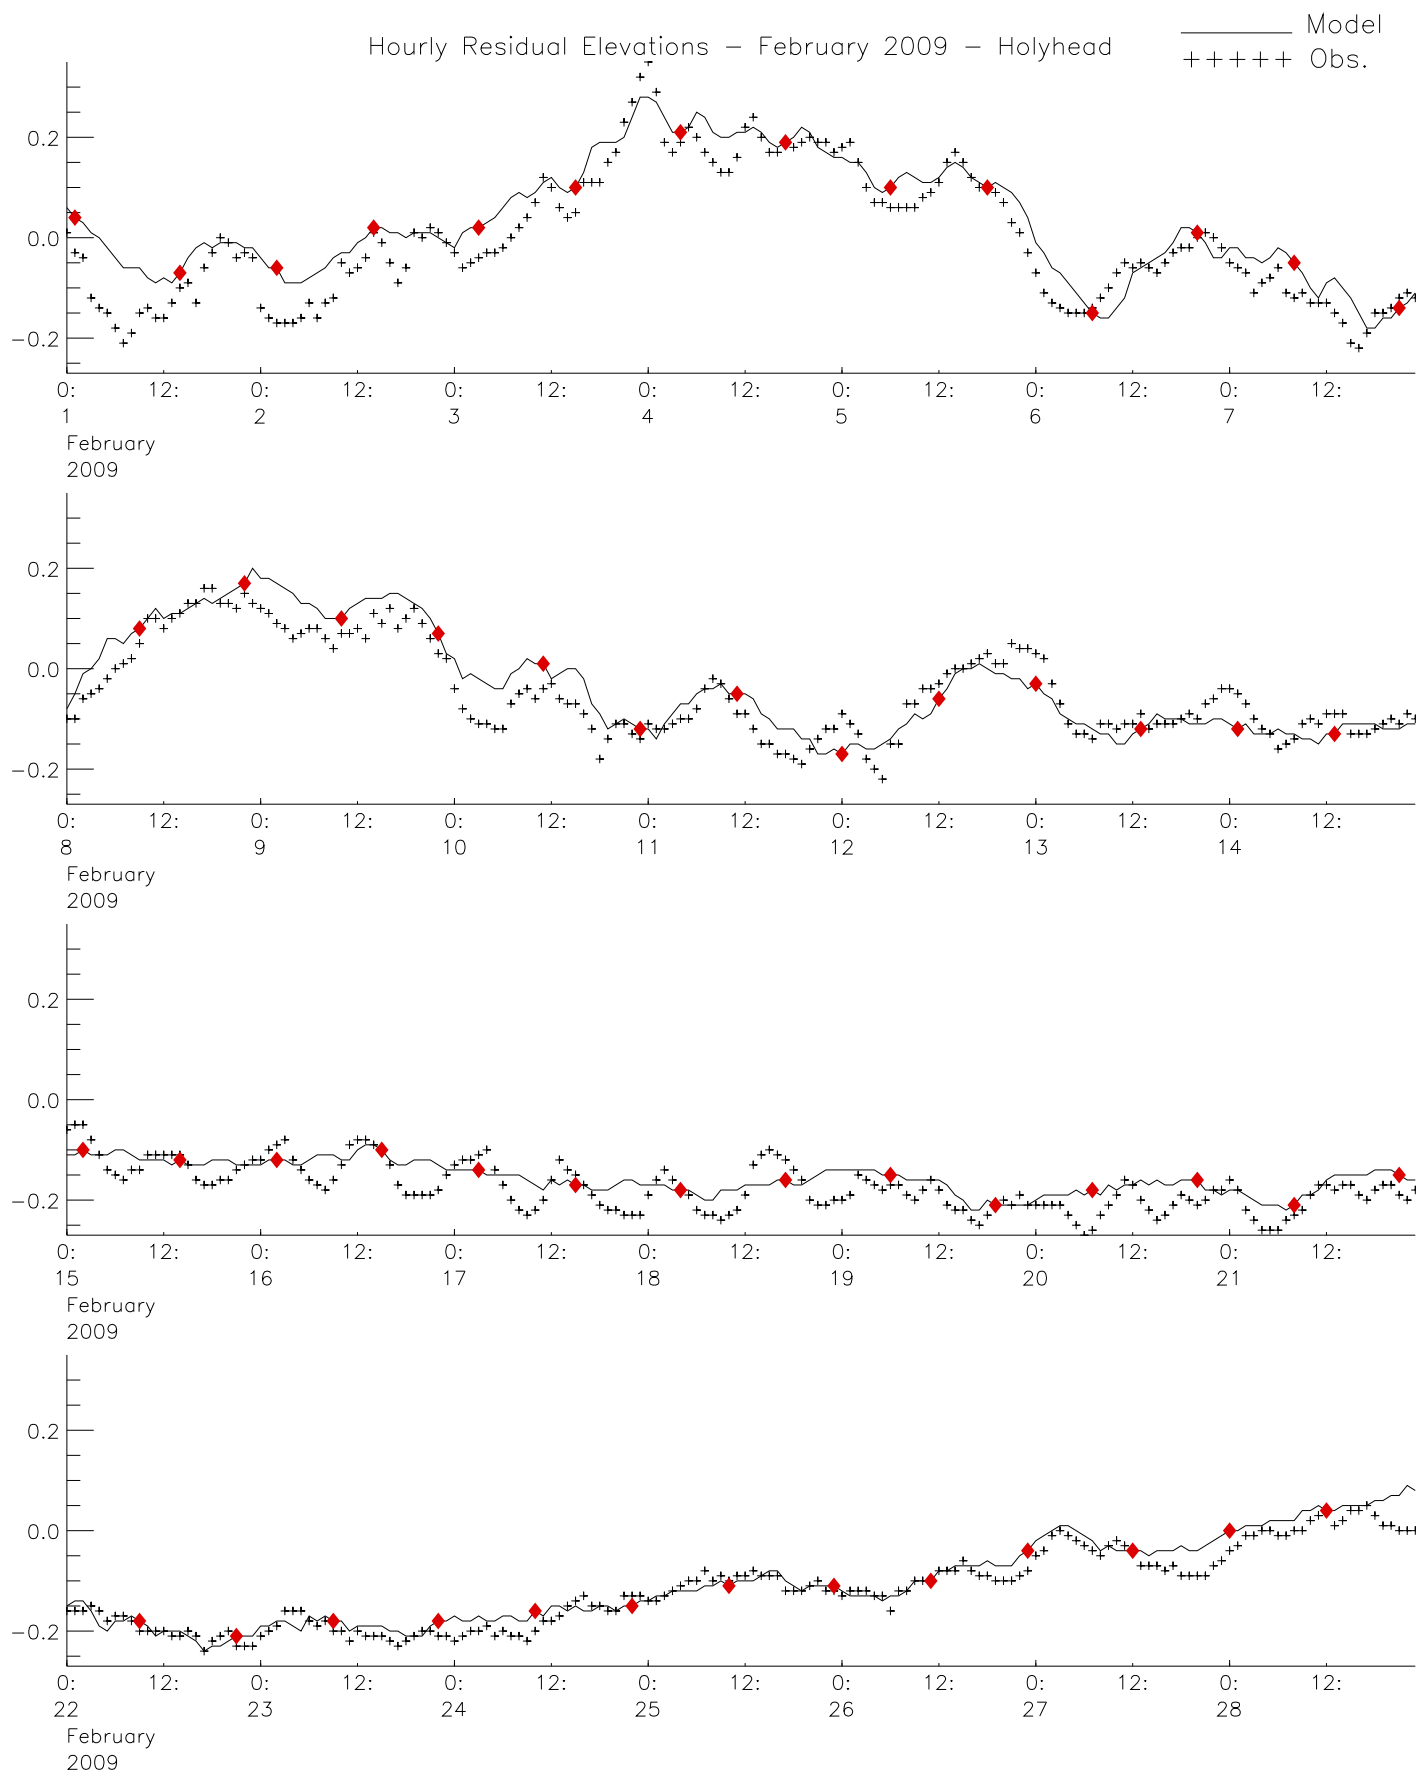 Hourly Residual Elevations – February 2009 – Holyhead
Model
+++++ Obs.
0.2
0.0
−0.2
0: 12: 0: 12: 0: 12: 0: 12: 0: 12: 0: 12: 0: 12:
1 2 3 4 5 6 7
February
2009
0.2
0.0
−0.2
0: 12: 0: 12: 0: 12: 0: 12: 0: 12: 0: 12: 0: 12:
8 9 10 11 12 13 14
February
2009
0.2
0.0
−0.2
0: 12: 0: 12: 0: 12: 0: 12: 0: 12: 0: 12: 0: 12:
15 16 17 18 19 20 21
February
2009
0.2
0.0
−0.2
0: 12: 0: 12: 0: 12: 0: 12: 0: 12: 0: 12: 0: 12:
22 23 24 25 26 27 28
February
2009